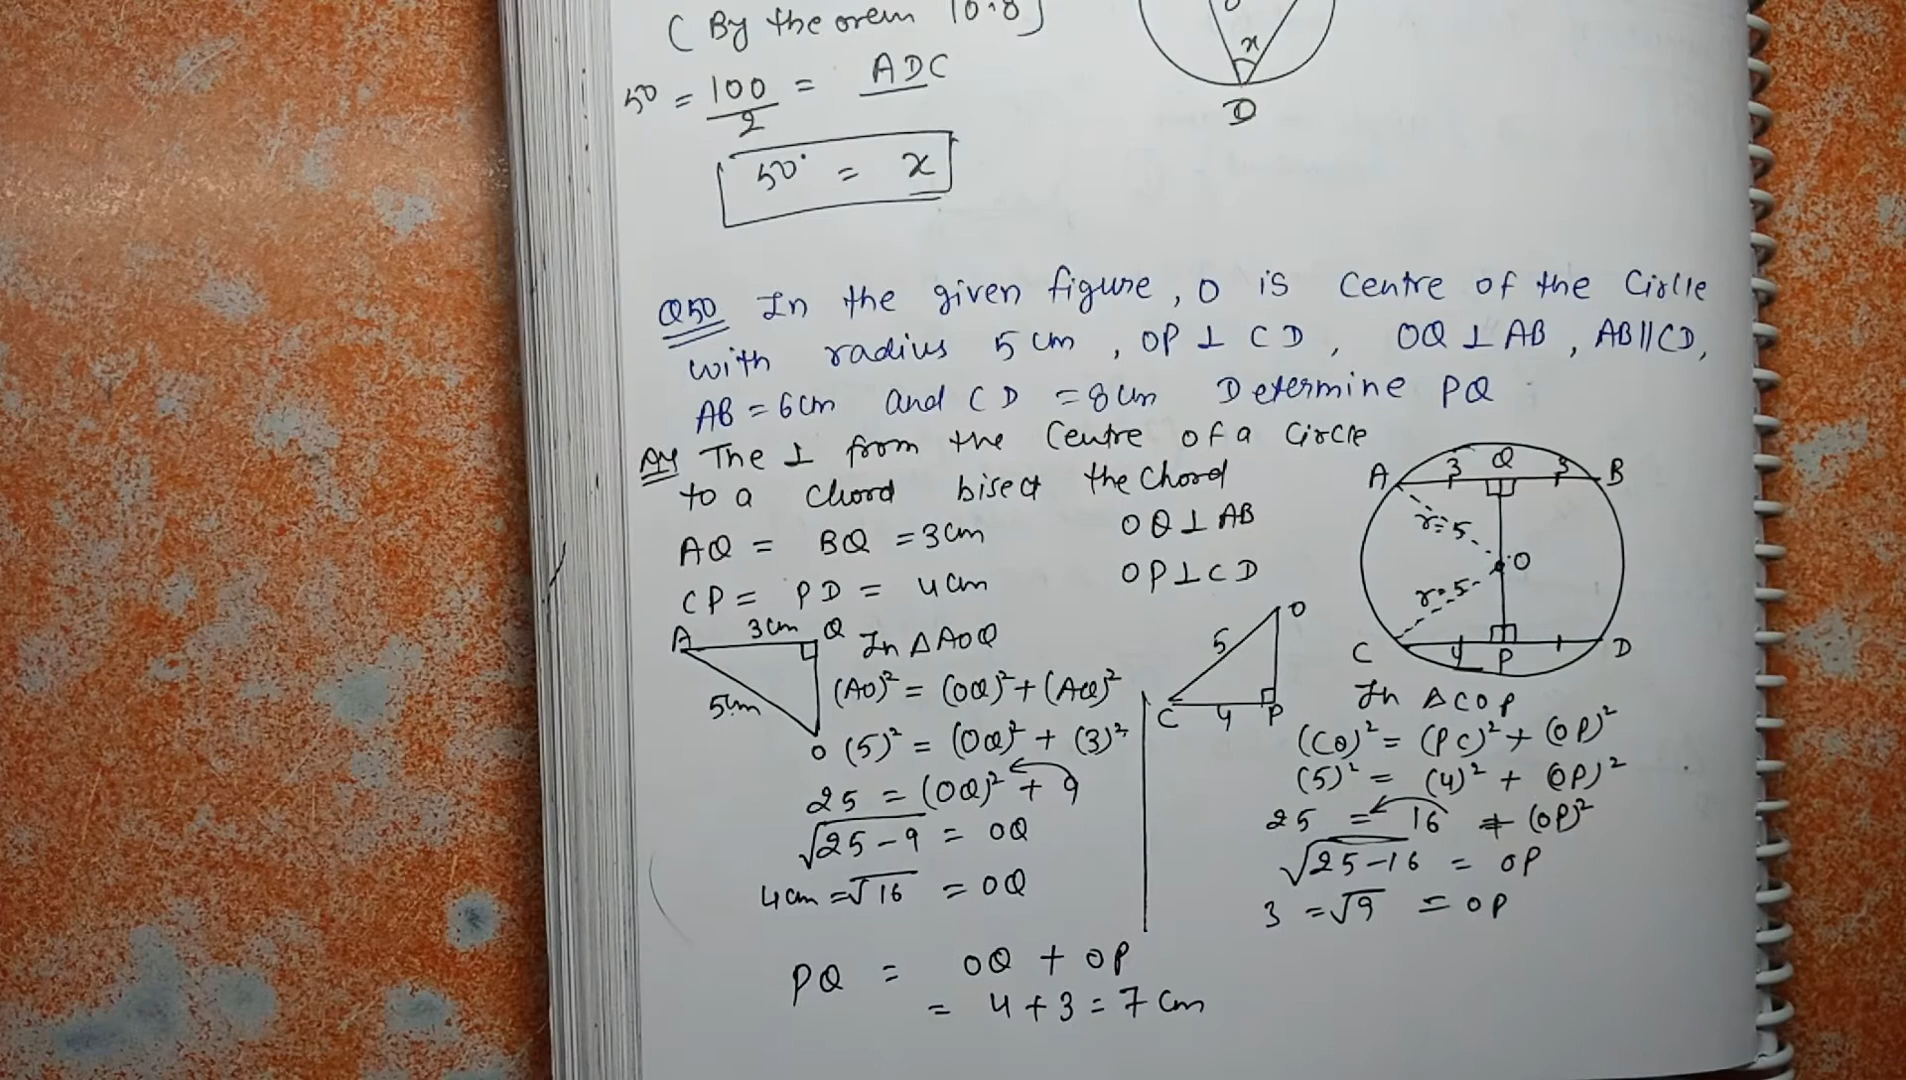 ( By theorem 10.8)
50 = 100/2 = ADC
x
D
50° = x
Q50 In the given figure, O is Centre of the Circle
with radius 5 cm, OP ⊥ CD, OQ ⊥ AB, AB||CD,
AB = 6cm and CD = 8cm Determine PQ
Ans The ⊥ from the Centre of a Circle
to a Chord bisect the Chord
AQ = BQ = 3cm OQ ⊥ AB
CP = PD = 4cm OP ⊥ CD
A 3 Q 3 B
r=5
O
r=5
C 4 P D
A 3cm Q
5cm
O
In ΔAOQ
(AO)² = (OQ)² + (AQ)²
(5)² = (OQ)² + (3)²
25 = (OQ)² + 9
√25-9 = OQ
4cm = √16 = OQ
O
5
C 4 P
In ΔCOP
(CO)² = (PC)² + (OP)²
(5)² = (4)² + (OP)²
25 = 16 + (OP)²
√25-16 = OP
3 = √9 = OP
PQ = OQ + OP
= 4 + 3 = 7 cm